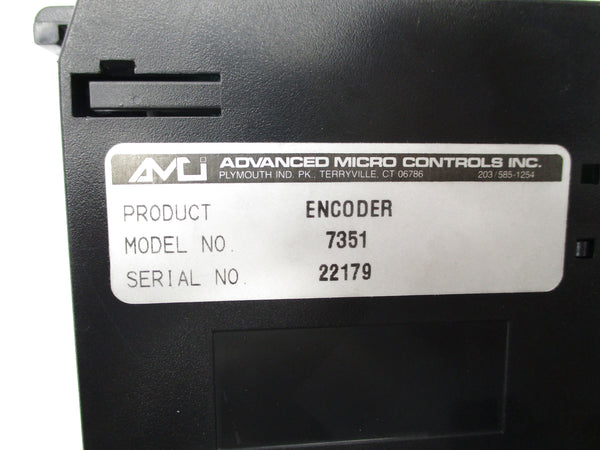 AMCi ADVANCED MICRO CONTROLS INC.
PLYMOUTH IND. PK., TERRYVILLE, CT 06786 203/585-1254
PRODUCT ENCODER
MODEL NO. 7351
SERIAL NO. 22179